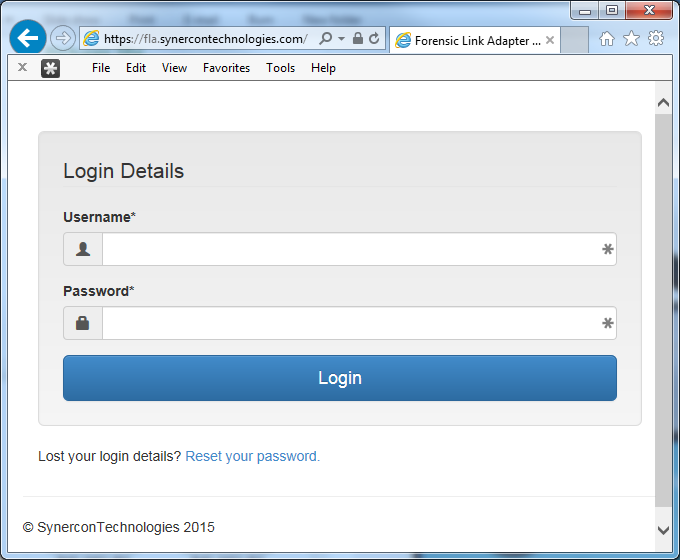 https://fla.synercontechnologies.com/
Forensic Link Adapter ...
File Edit View Favorites Tools Help
Login Details
Username*
Password*
Login
Lost your login details? Reset your password.
© SynerconTechnologies 2015